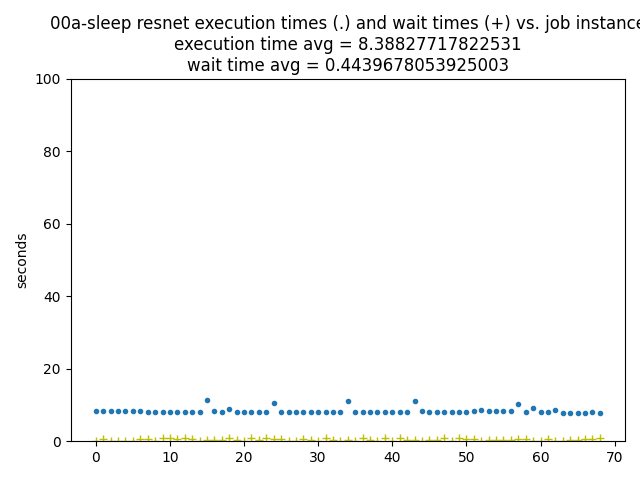 00a-sleep resnet execution times (.) and wait times (+) vs. job instance
execution time avg = 8.38827717822531
wait time avg = 0.4439678053925003
100
80
60
40
20
0
seconds
0 10 20 30 40 50 60 70